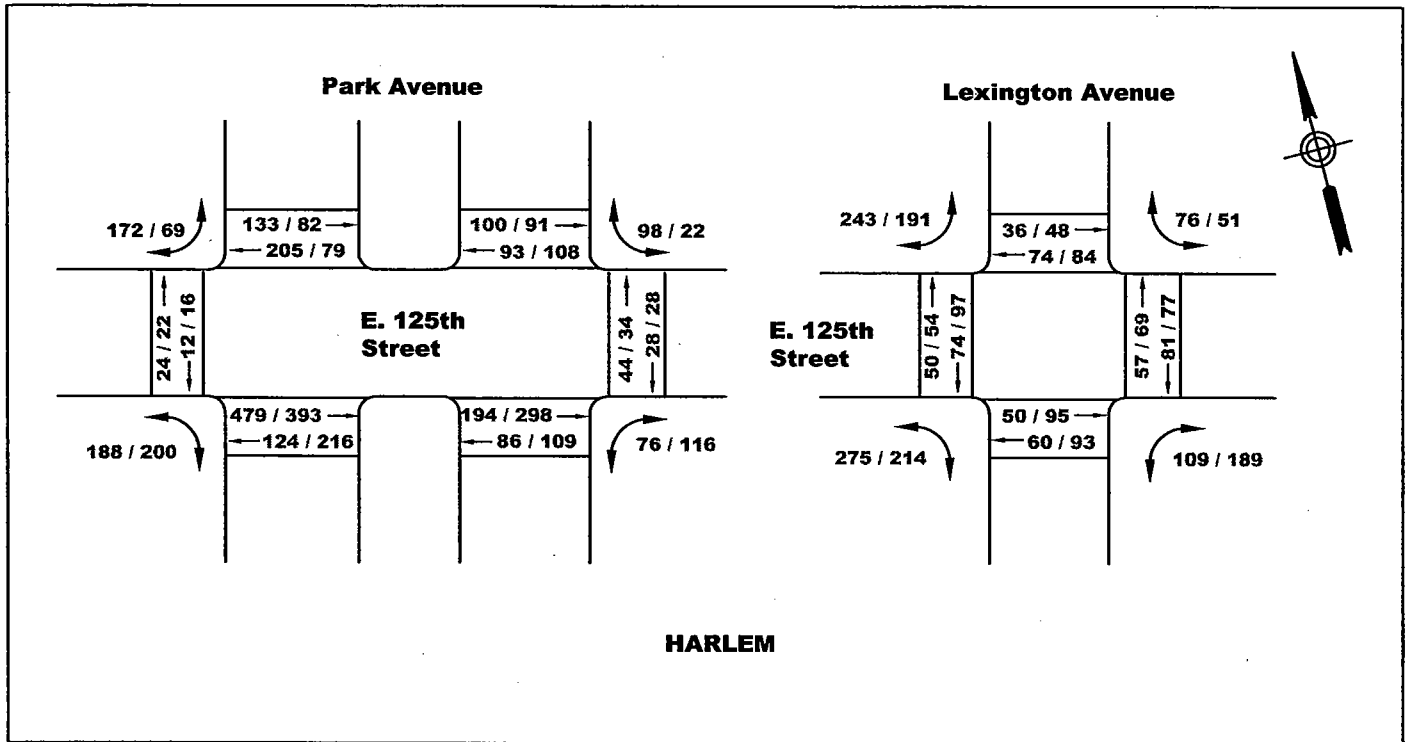 Park Avenue
Lexington Avenue
172 / 69
133 / 82
205 / 79
100 / 91
93 / 108
98 / 22
243 / 191
36 / 48
74 / 84
76 / 51
24 / 22
12 / 16
E. 125th
Street
44 / 34
28 / 28
E. 125th
Street
50 / 54
74 / 97
57 / 69
81 / 77
188 / 200
479 / 393
124 / 216
194 / 298
86 / 109
76 / 116
275 / 214
50 / 95
60 / 93
109 / 189
HARLEM